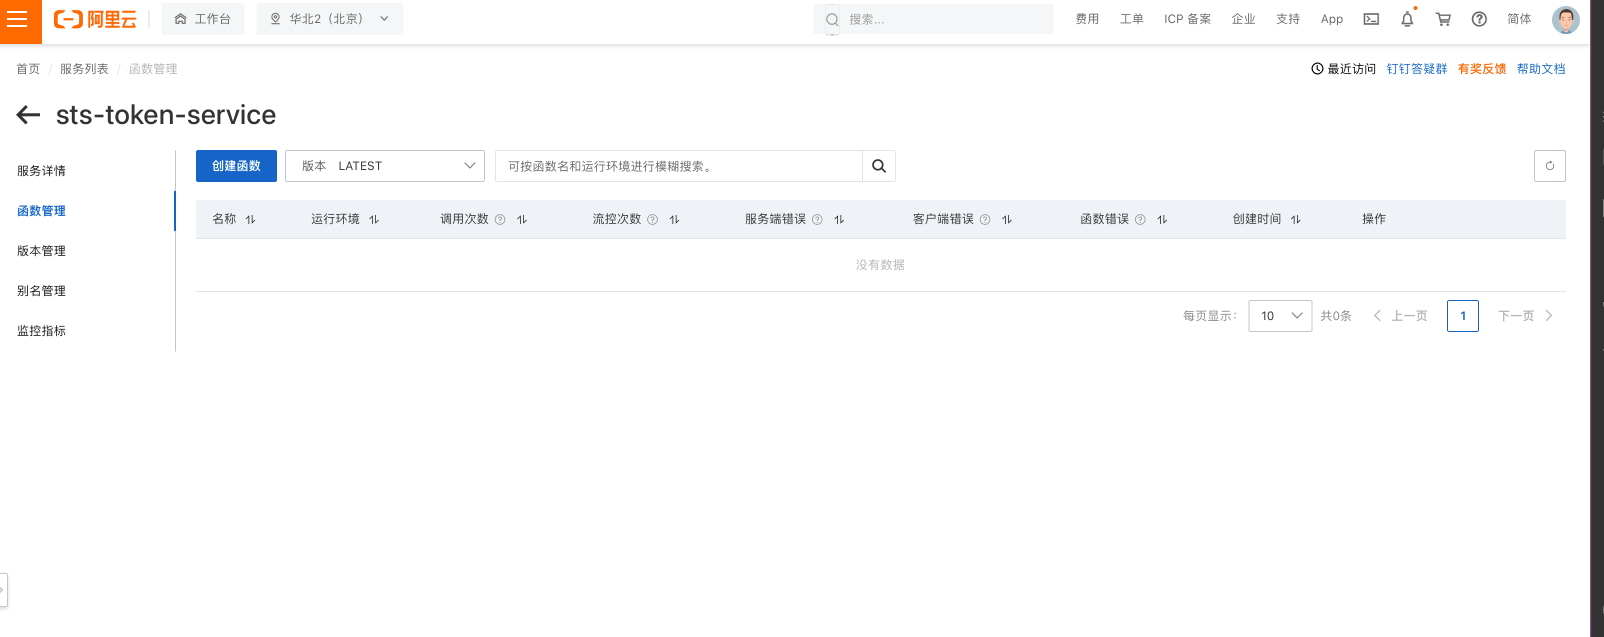 阿里云 工作台 华北2（北京） 搜索... 费用 工单 ICP 备案 企业 支持 App 简体
首页 / 服务列表 / 函数管理 最近访问 钉钉答疑群 有奖反馈 帮助文档
sts-token-service
创建函数 版本 LATEST 可按函数名和运行环境进行模糊搜索。
服务详情
函数管理
版本管理
别名管理
监控指标
名称 运行环境 调用次数 流控次数 服务端错误 客户端错误 函数错误 创建时间 操作
没有数据
每页显示： 10 共0条 上一页 1 下一页